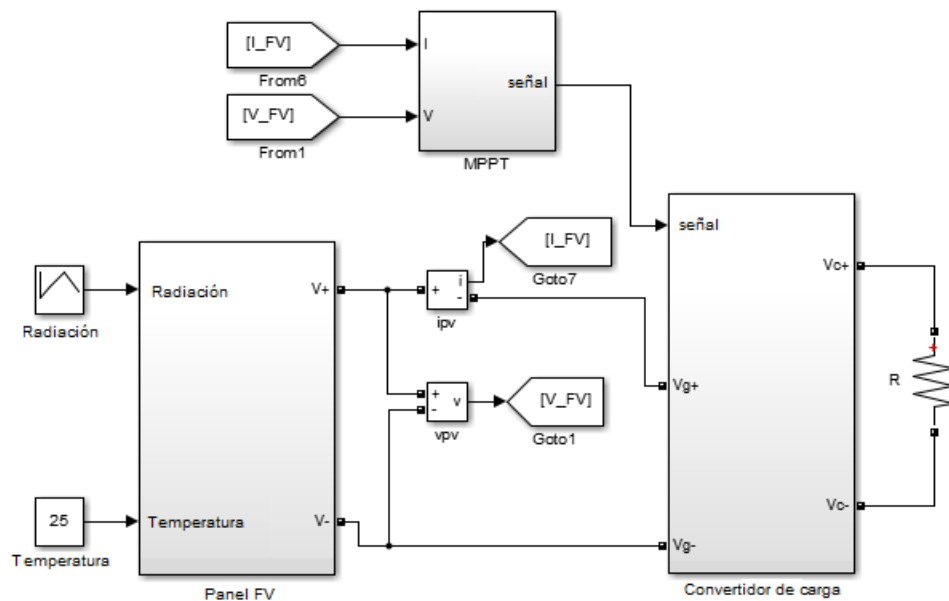 [I_FV]
From6
[V_FV]
From1
I
V
señal
MPPT
Radiación
25
Temperatura
Radiación
Temperatura
V+
V-
Panel FV
+
i
-
ipv
[I_FV]
Goto7
+
-
v
vpv
[V_FV]
Goto1
señal
Vg+
Vg-
Vc+
Vc-
Convertidor de carga
+
R